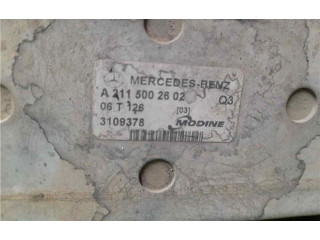 MERCEDES-BENZ
A 211 500 26 02 Q3
06 T 126 [03]
3109378 MODINE